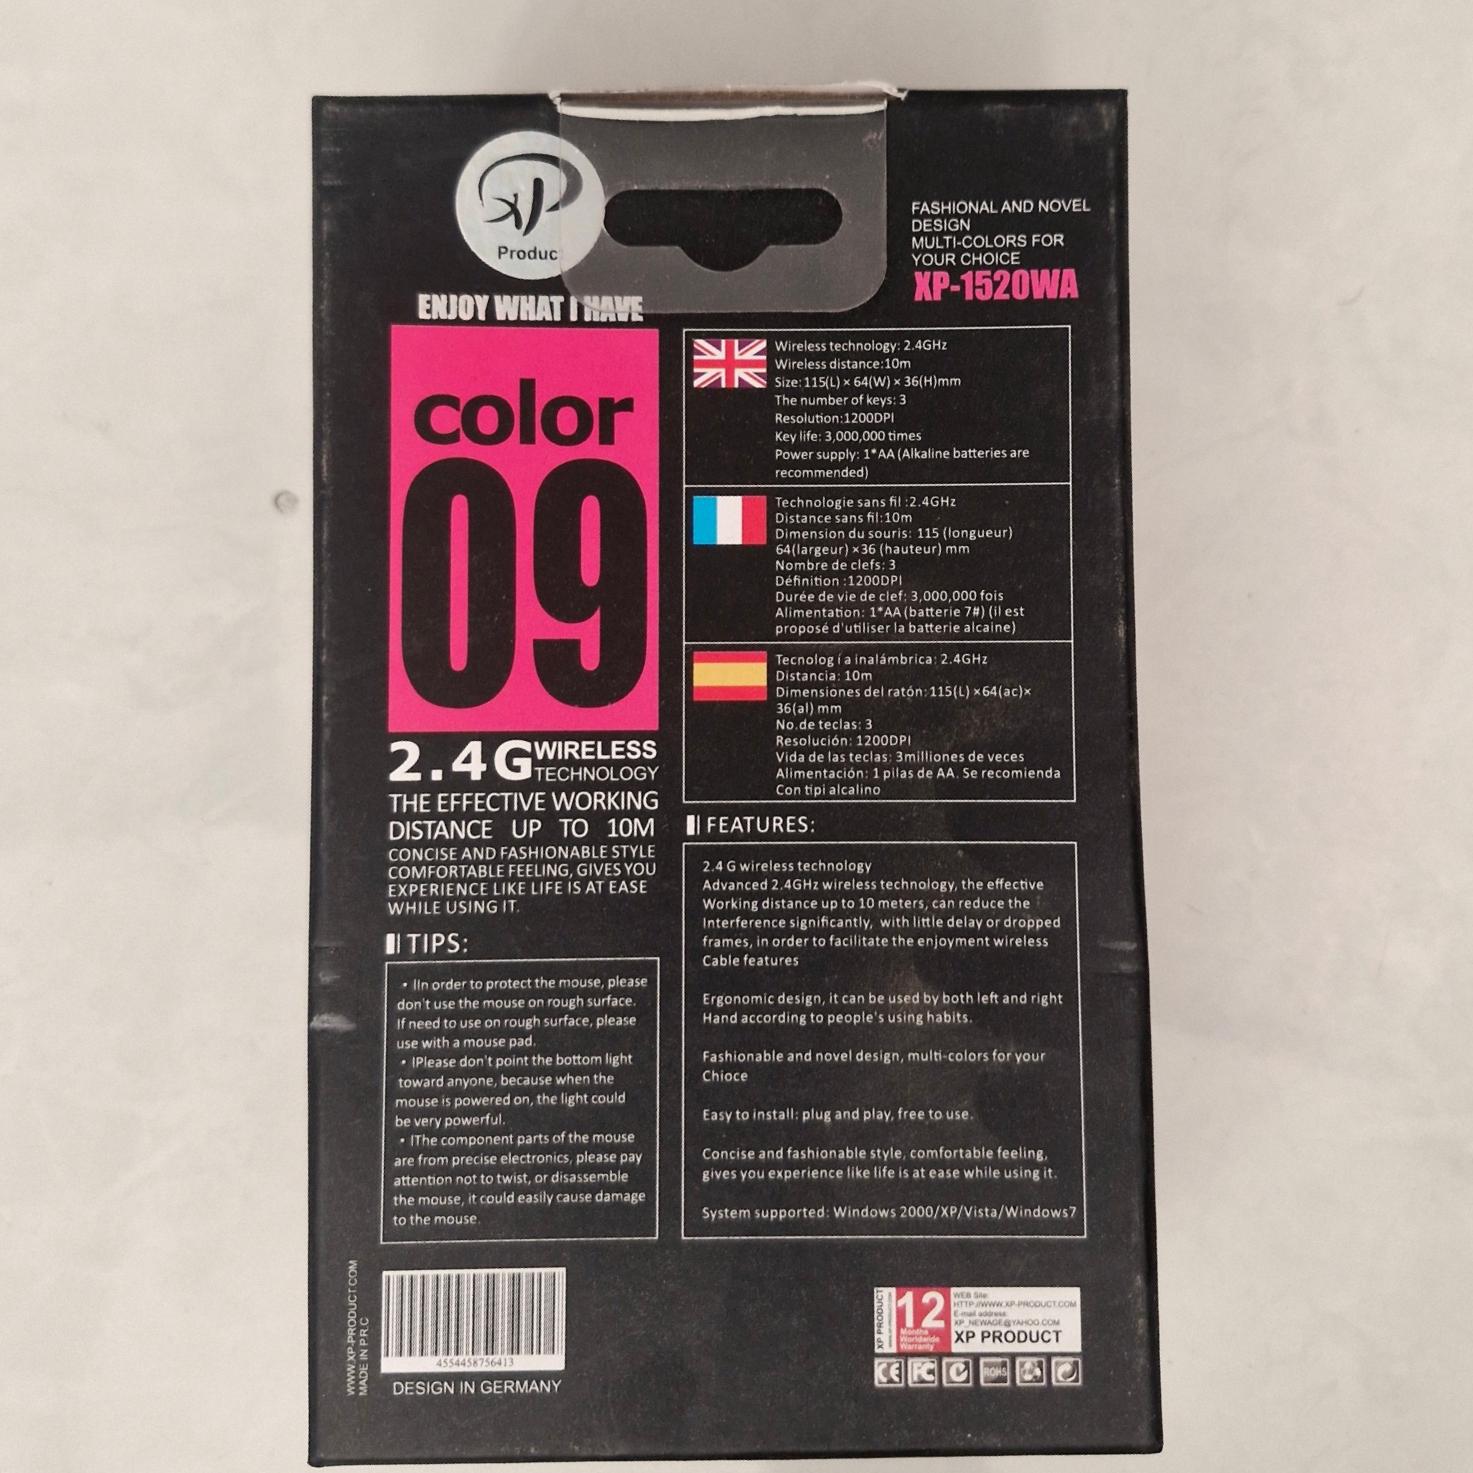 XP
Produc
FASHIONAL AND NOVEL
DESIGN
MULTI-COLORS FOR
YOUR CHOICE
XP-1520WA
ENJOY WHAT I HAVE
color
09
2.4G WIRELESS
TECHNOLOGY
THE EFFECTIVE WORKING
DISTANCE UP TO 10M
CONCISE AND FASHIONABLE STYLE
COMFORTABLE FEELING, GIVES YOU
EXPERIENCE LIKE LIFE IS AT EASE
WHILE USING IT.
TIPS:
• lIn order to protect the mouse, please
don't use the mouse on rough surface.
If need to use on rough surface, please
use with a mouse pad.
• lPlease don't point the bottom light
toward anyone, because when the
mouse is powered on, the light could
be very powerful.
• lThe component parts of the mouse
are from precise electronics, please pay
attention not to twist, or disassemble
the mouse, it could easily cause damage
to the mouse.
Wireless technology: 2.4GHz
Wireless distance:10m
Size: 115(L) × 64(W) × 36(H)mm
The number of keys: 3
Resolution:1200DPI
Key life: 3,000,000 times
Power supply: 1*AA (Alkaline batteries are
recommended)
Technologie sans fil :2.4GHz
Distance sans fil:10m
Dimension du souris: 115 (longueur)
64(largeur) ×36 (hauteur) mm
Nombre de clefs: 3
Définition :1200DPI
Durée de vie de clef: 3,000,000 fois
Alimentation: 1*AA (batterie 7#) (il est
proposé d'utiliser la batterie alcaine)
Tecnolog í a inalámbrica: 2.4GHz
Distancia: 10m
Dimensiones del ratón: 115(L) ×64(ac)×
36(al) mm
No.de teclas: 3
Resolución: 1200DPI
Vida de las teclas: 3milliones de veces
Alimentación: 1 pilas de AA. Se recomienda
Con tipi alcalino
FEATURES:
2.4 G wireless technology
Advanced 2.4GHz wireless technology, the effective
Working distance up to 10 meters, can reduce the
Interference significantly, with little delay or dropped
frames, in order to facilitate the enjoyment wireless
Cable features
Ergonomic design, it can be used by both left and right
Hand according to people's using habits.
Fashionable and novel design, multi-colors for your
Chioce
Easy to install: plug and play, free to use.
Concise and fashionable style, comfortable feeling,
gives you experience like life is at ease while using it.
System supported: Windows 2000/XP/Vista/Windows7
WWW.XP-PRODUCT.COM
MADE IN P.R.C
4554458756413
DESIGN IN GERMANY
XP PRODUCT
12
Months
Worldwide
Warranty
WEB Site:
HTTP://WWW.XP-PRODUCT.COM
E-mail address:
XP_NEWAGE@YAHOO.COM
XP PRODUCT
CE FC ROHS